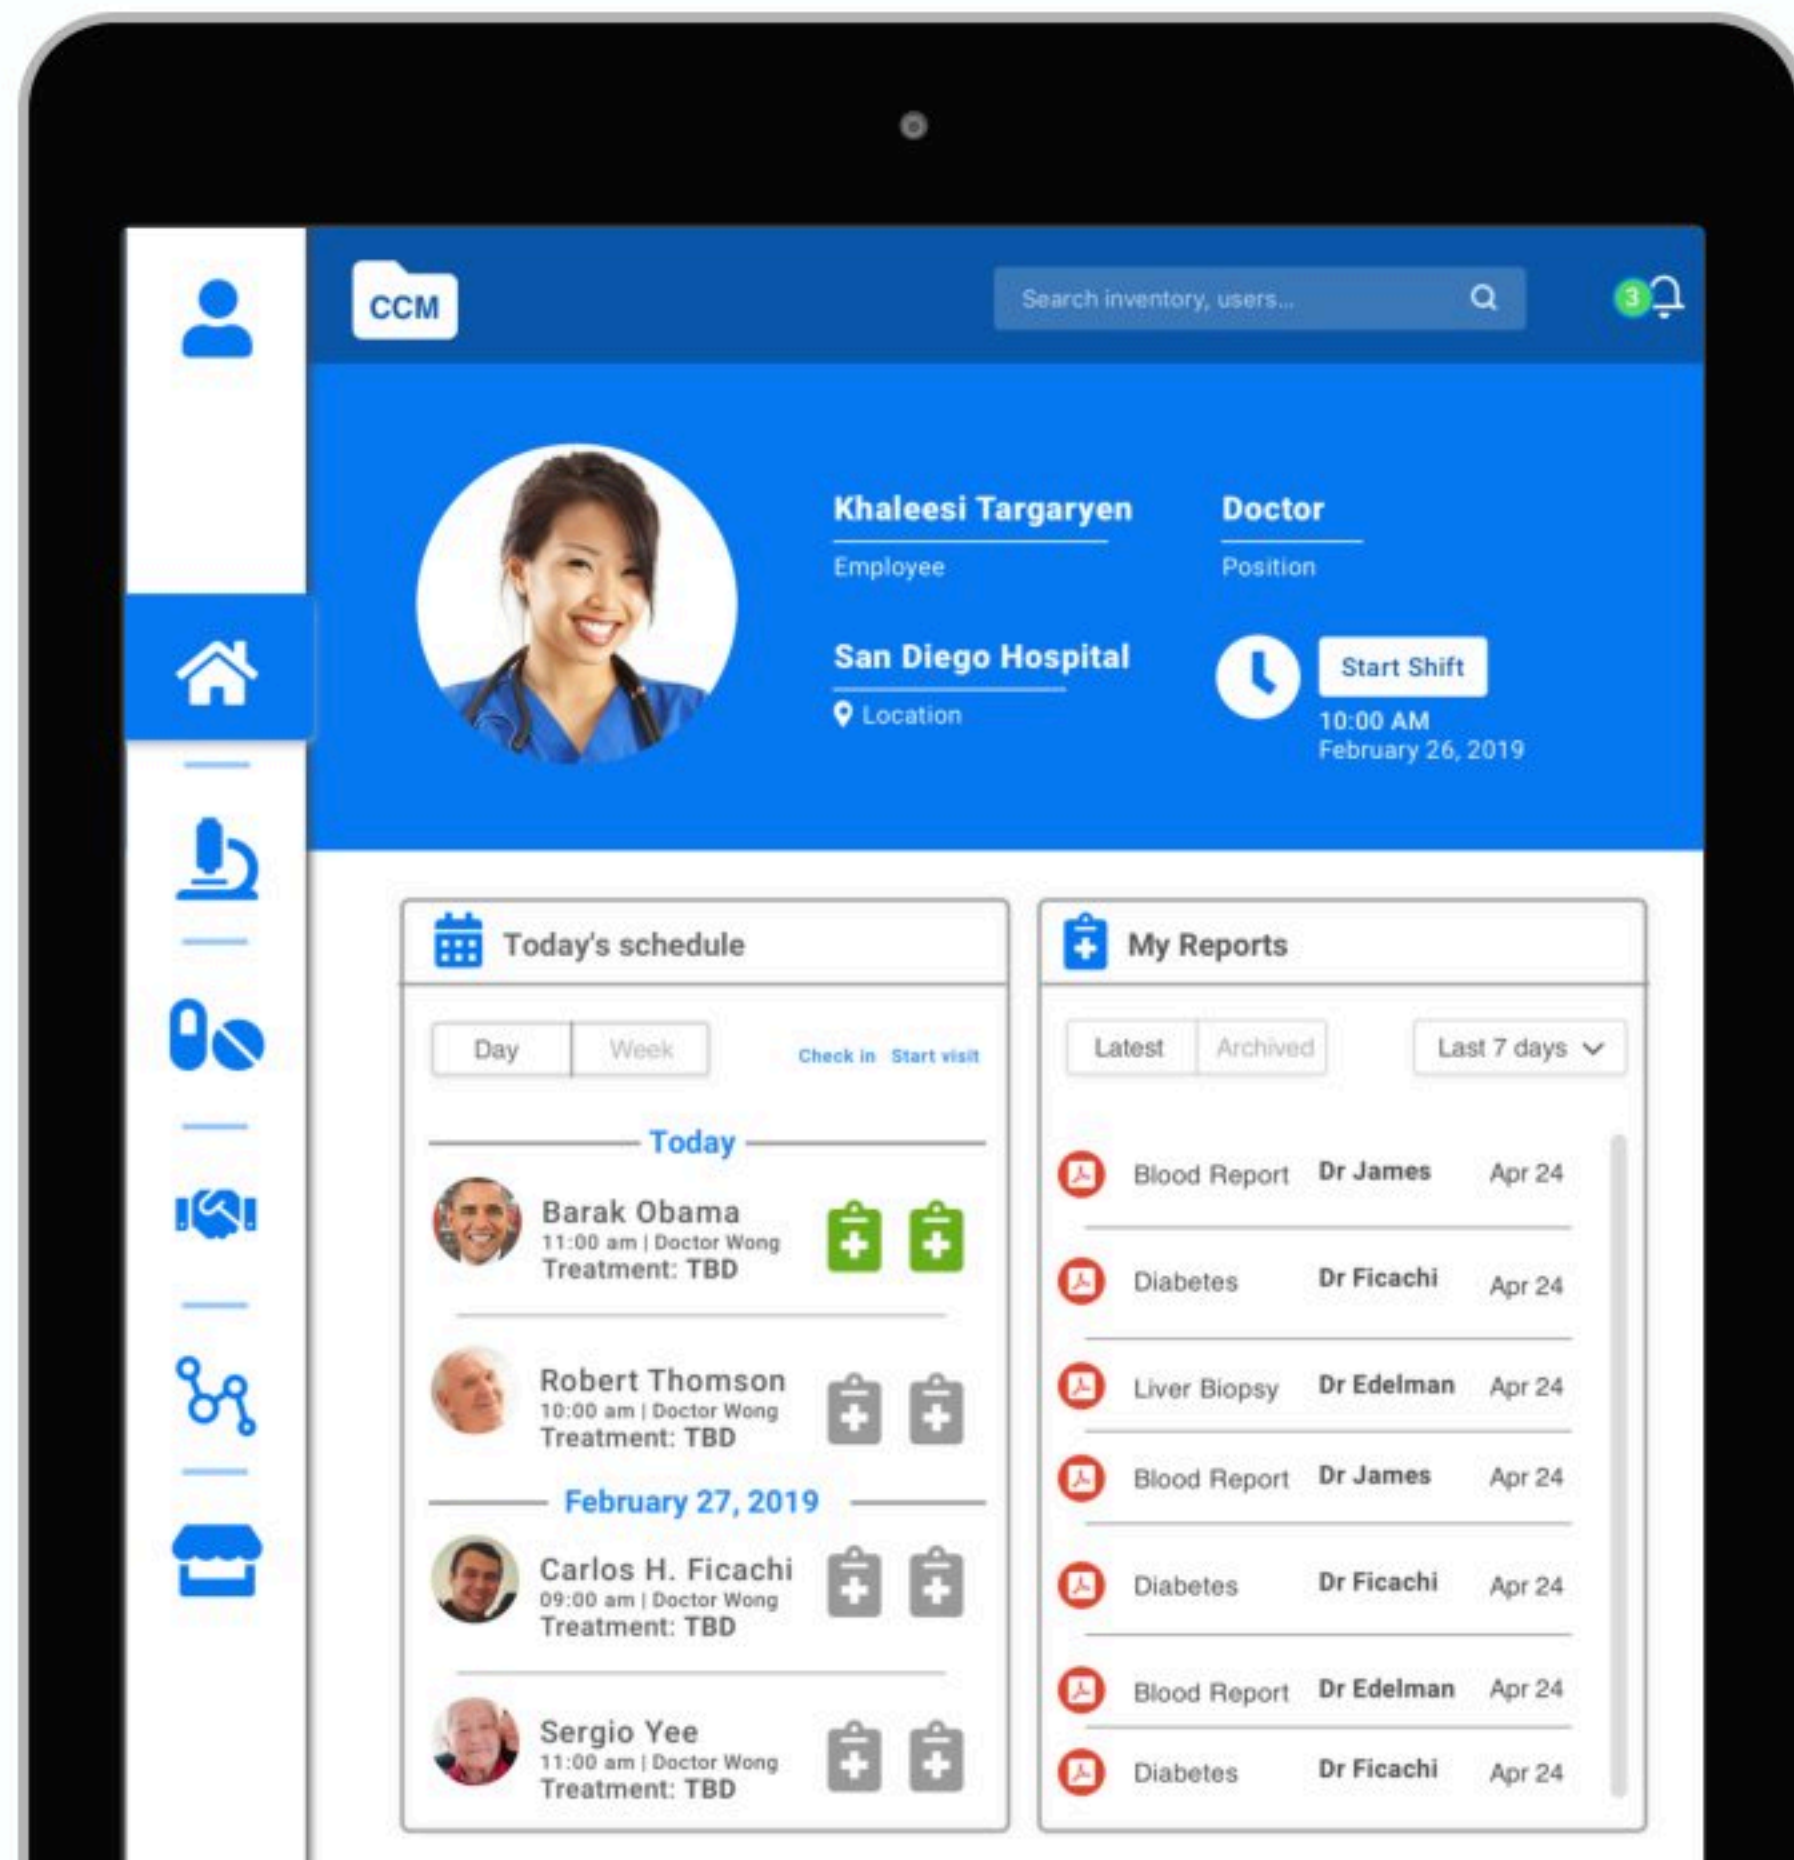 CCM
Search inventory, users...
3
Khaleesi Targaryen
Employee
Doctor
Position
San Diego Hospital
Location
Start Shift
10:00 AM
February 26, 2019
Today's schedule
Day Week Check in Start visit
Today
Barak Obama
11:00 am | Doctor Wong
Treatment: TBD
Robert Thomson
10:00 am | Doctor Wong
Treatment: TBD
February 27, 2019
Carlos H. Ficachi
09:00 am | Doctor Wong
Treatment: TBD
Sergio Yee
11:00 am | Doctor Wong
Treatment: TBD
My Reports
Latest Archived Last 7 days
Blood Report Dr James Apr 24
Diabetes Dr Ficachi Apr 24
Liver Biopsy Dr Edelman Apr 24
Blood Report Dr James Apr 24
Diabetes Dr Ficachi Apr 24
Blood Report Dr Edelman Apr 24
Diabetes Dr Ficachi Apr 24